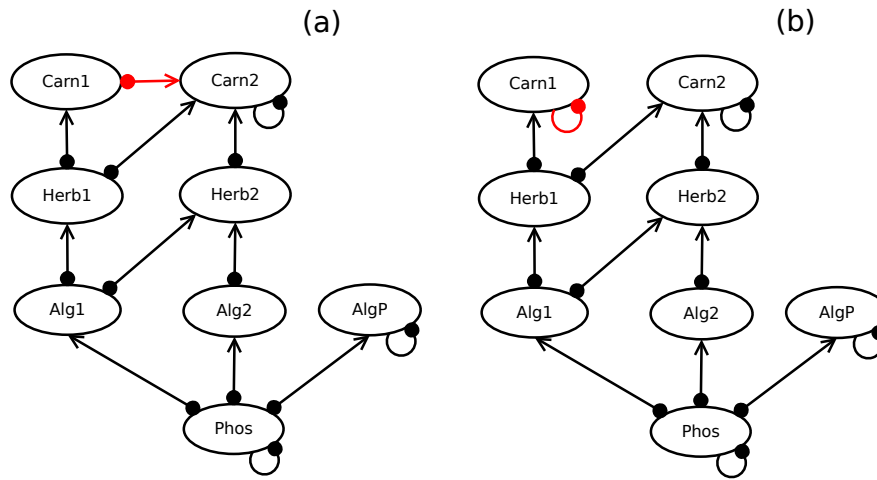 (a)
Carn1
Carn2
Herb1
Herb2
Alg1
Alg2
AlgP
Phos
(b)
Carn1
Carn2
Herb1
Herb2
Alg1
Alg2
AlgP
Phos